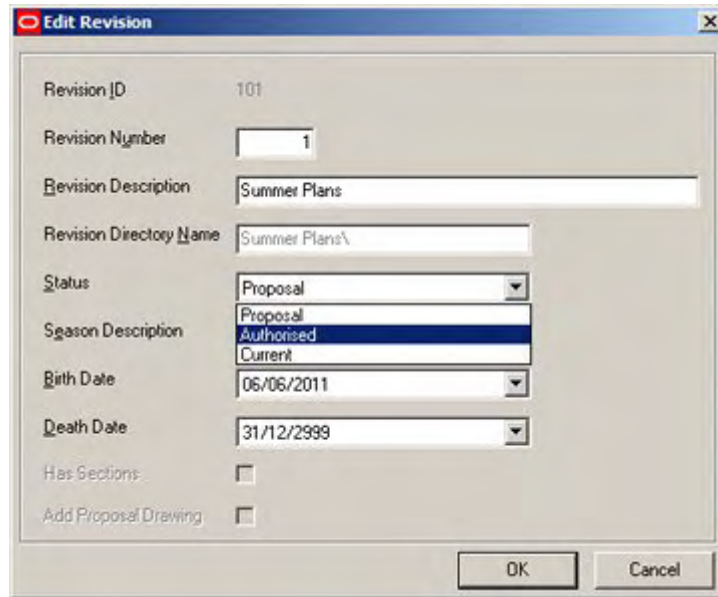 Edit Revision
Revision ID 101
Revision Number 1
Revision Description Summer Plans
Revision Directory Name Summer Plans\
Status Proposal
Proposal
Season Description Authorised
Current
Birth Date 06/06/2011
Death Date 31/12/2999
Has Sections
Add Proposal Drawing
OK Cancel